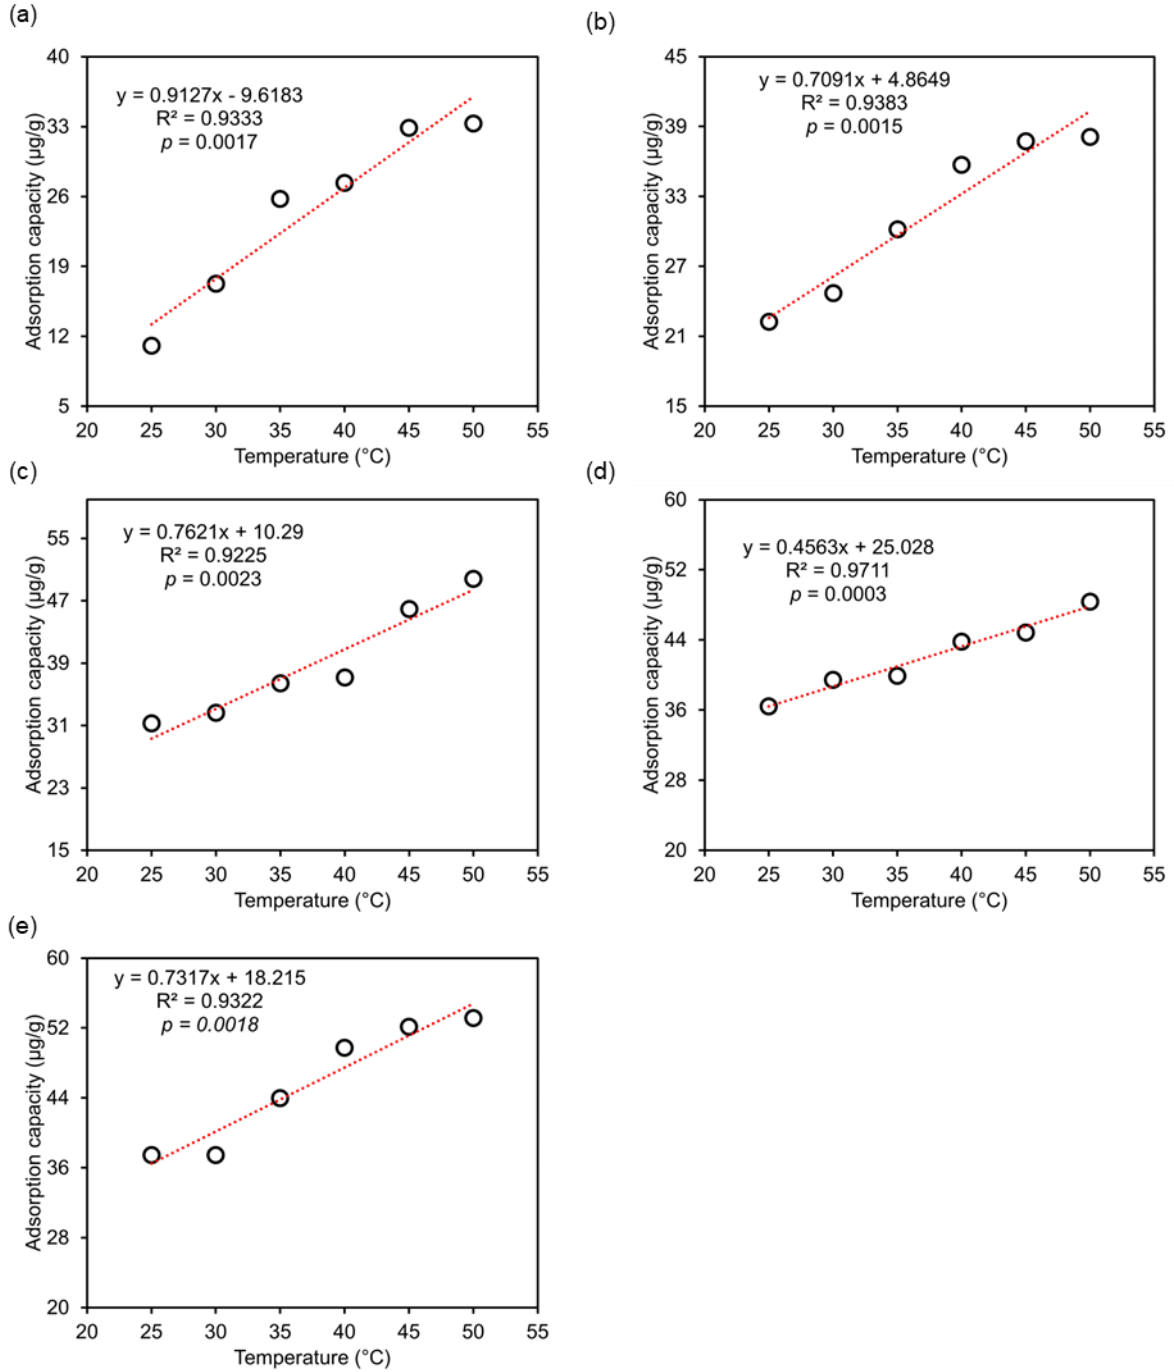 (a)
40
33
26
19
12
5
Adsorption capacity (µg/g)
y = 0.9127x - 9.6183
R² = 0.9333
p = 0.0017
20 25 30 35 40 45 50 55
Temperature (°C)
(b)
45
39
33
27
21
15
Adsorption capacity (µg/g)
y = 0.7091x + 4.8649
R² = 0.9383
p = 0.0015
20 25 30 35 40 45 50 55
Temperature (°C)
(c)
55
47
39
31
23
15
Adsorption capacity (µg/g)
y = 0.7621x + 10.29
R² = 0.9225
p = 0.0023
20 25 30 35 40 45 50 55
Temperature (°C)
(d)
60
52
44
36
28
20
Adsorption capacity (µg/g)
y = 0.4563x + 25.028
R² = 0.9711
p = 0.0003
20 25 30 35 40 45 50 55
Temperature (°C)
(e)
60
52
44
36
28
20
Adsorption capacity (µg/g)
y = 0.7317x + 18.215
R² = 0.9322
p = 0.0018
20 25 30 35 40 45 50 55
Temperature (°C)